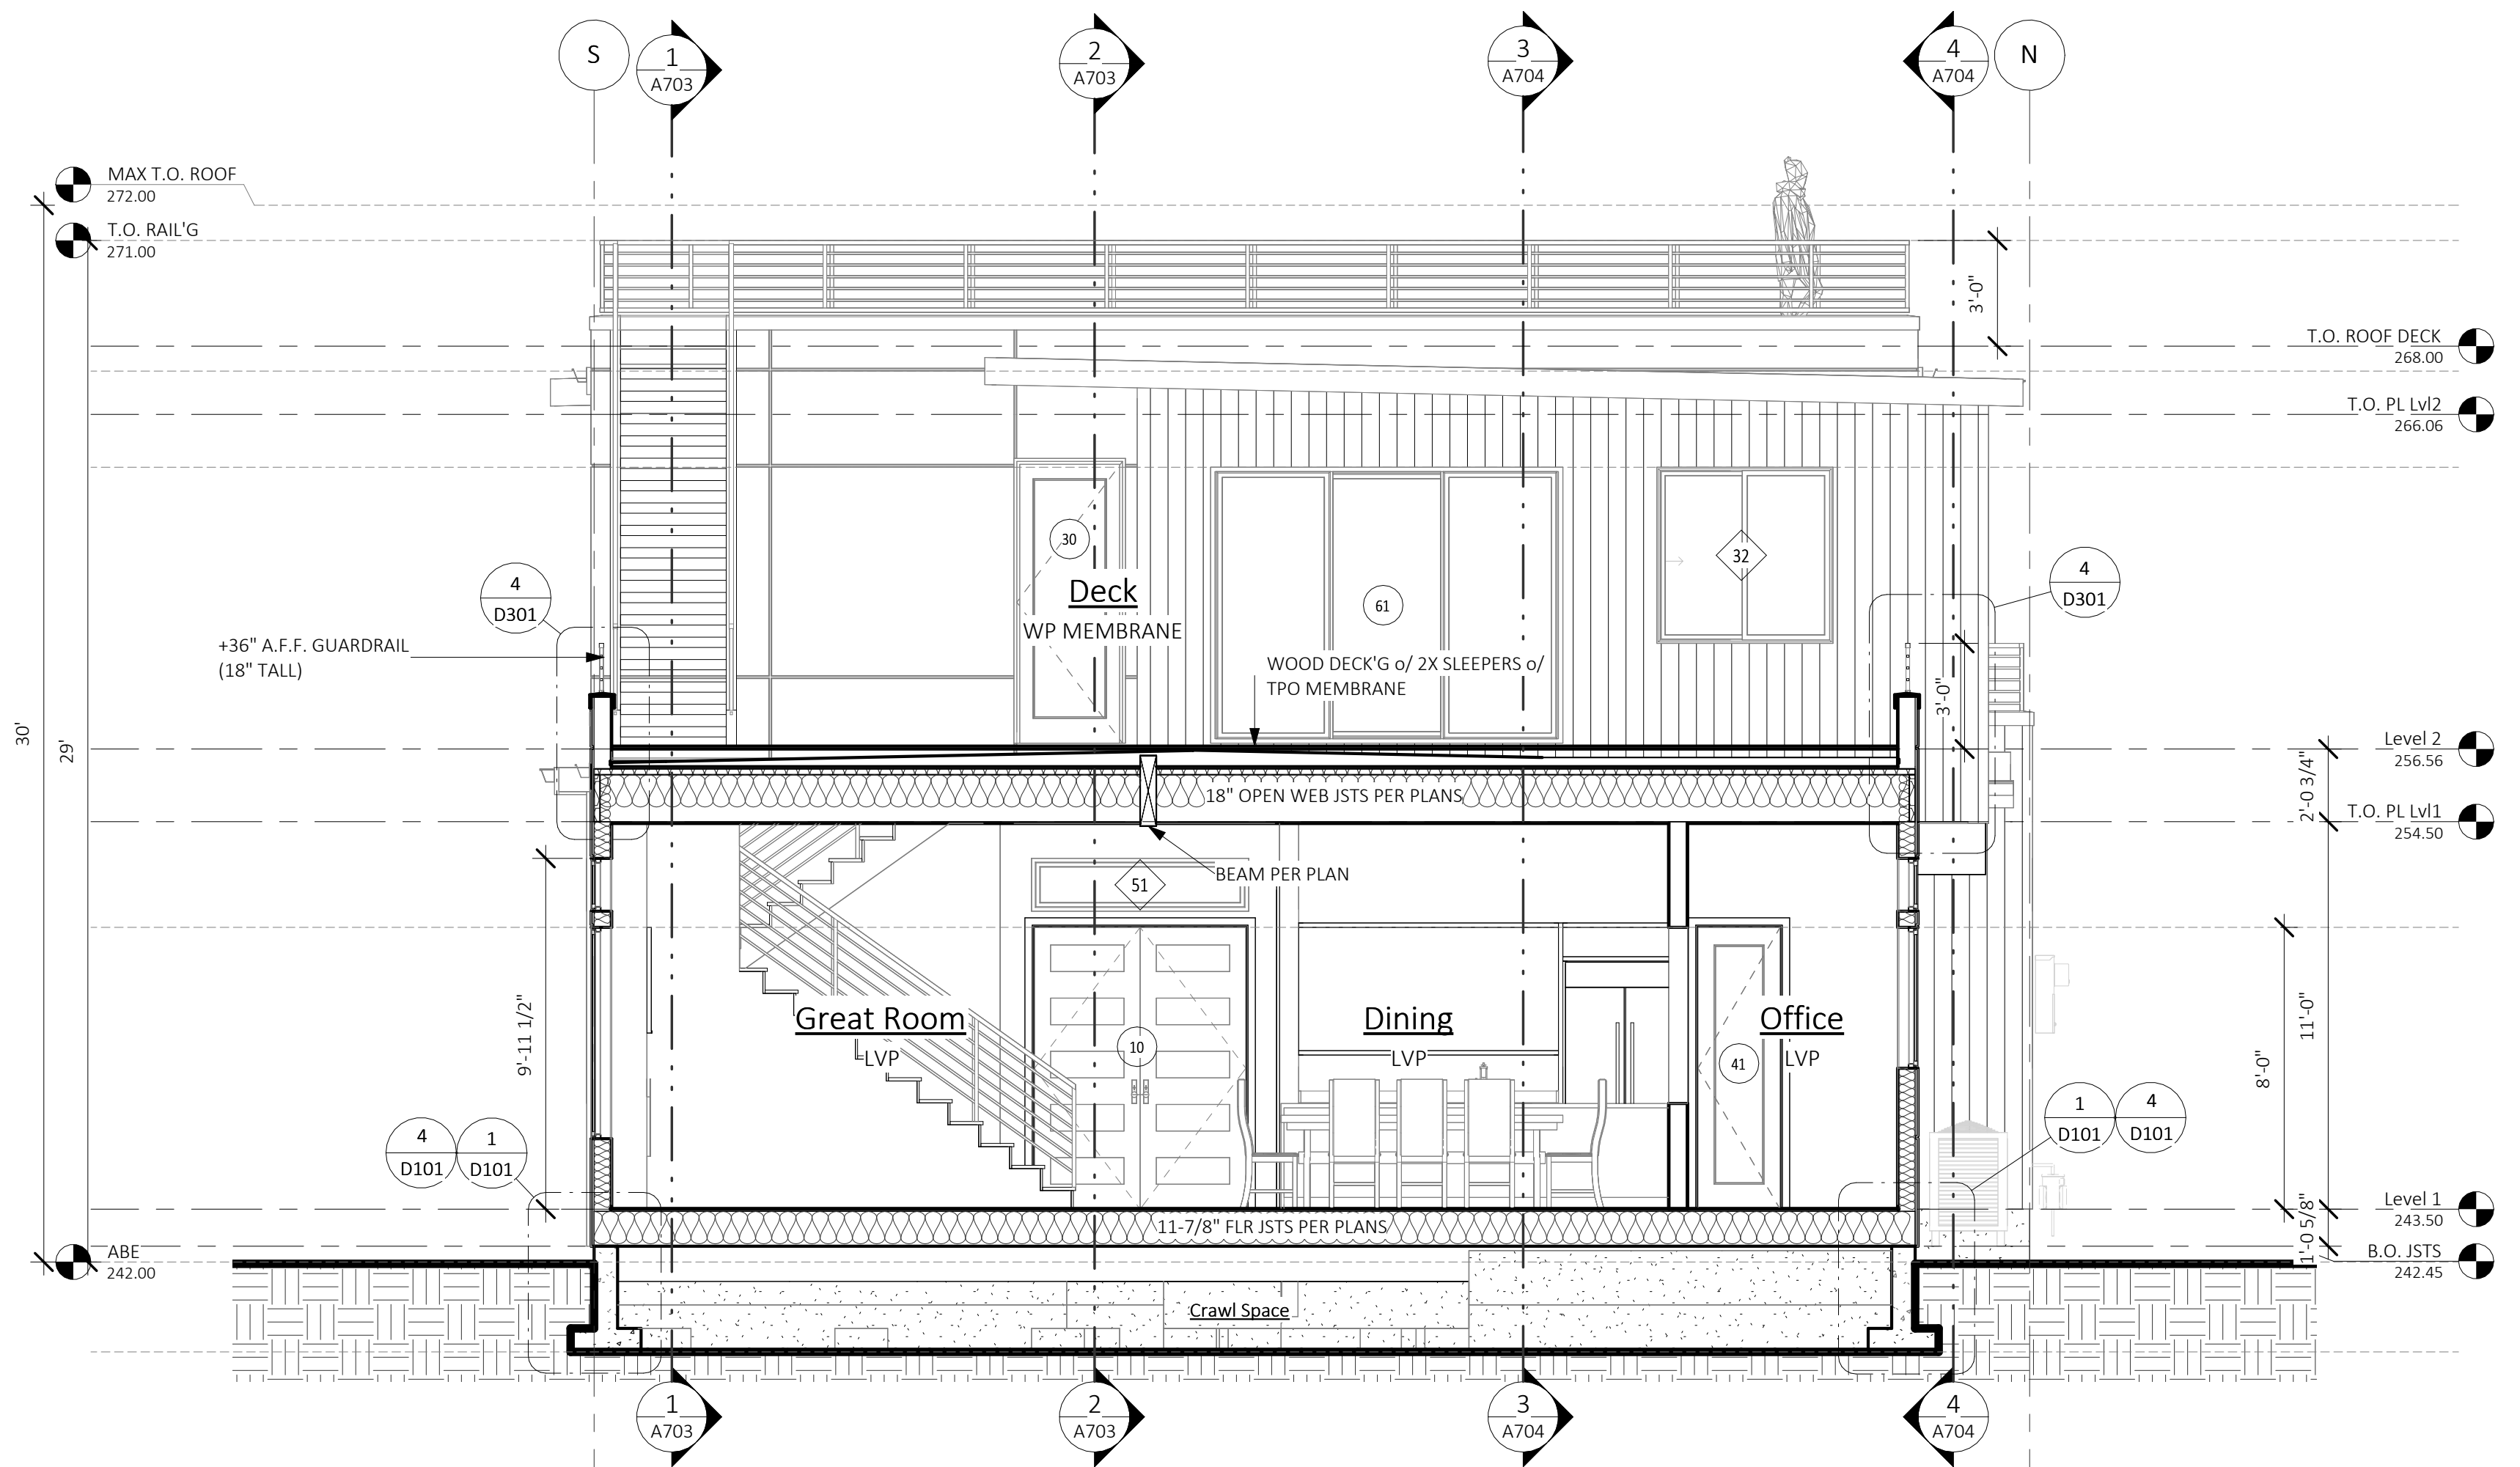 S
1
A703
2
A703
3
A704
4
A704
N
MAX T.O. ROOF
272.00
T.O. RAIL'G
271.00
3'-0"
T.O. ROOF DECK
268.00
T.O. PL Lvl2
266.06
30
32
61
Deck
WP MEMBRANE
4
D301
4
D301
+36" A.F.F. GUARDRAIL
(18" TALL)
WOOD DECK'G o/ 2X SLEEPERS o/
TPO MEMBRANE
3'-0"
30'
29'
Level 2
256.56
2'-0 3/4"
18" OPEN WEB JSTS PER PLANS
T.O. PL Lvl1
254.50
BEAM PER PLAN
51
9'-11 1/2"
Great Room
LVP
10
Dining
LVP
Office
LVP
41
11'-0"
8'-0"
4
D101
1
D101
1
D101
4
D101
11-7/8" FLR JSTS PER PLANS
Level 1
243.50
1'-0 5/8"
ABE
242.00
B.O. JSTS
242.45
Crawl Space
1
A703
2
A703
3
A704
4
A704